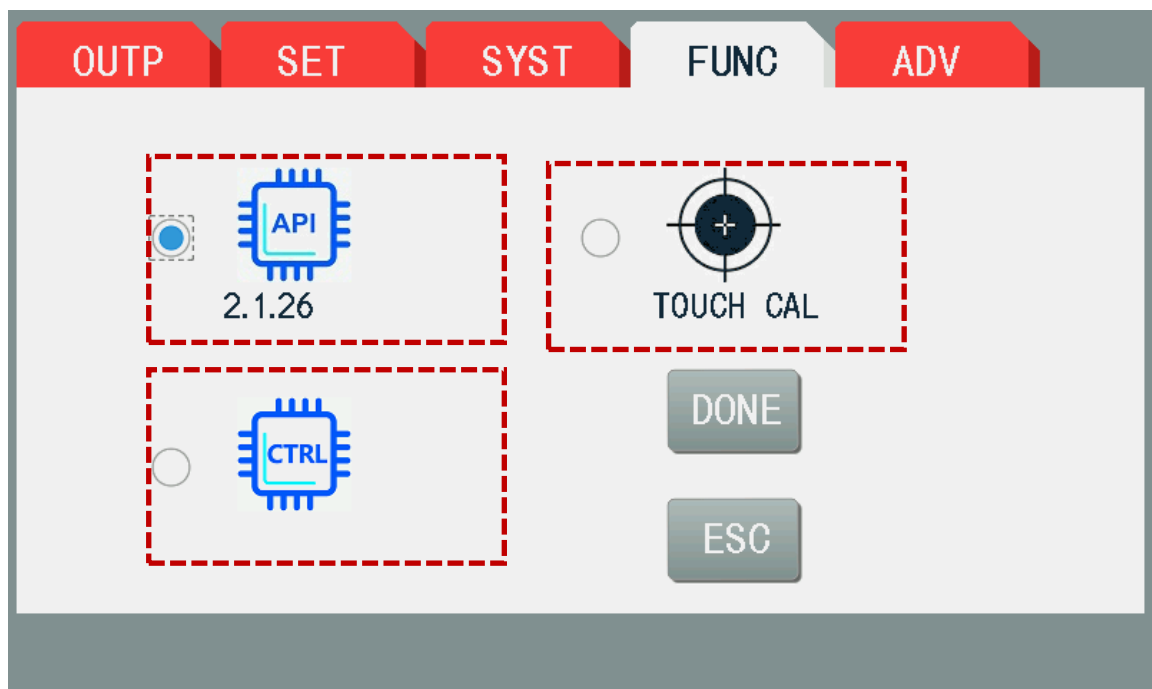 OUTP SET SYST FUNC ADV
API
2.1.26
TOUCH CAL
CTRL
DONE
ESC